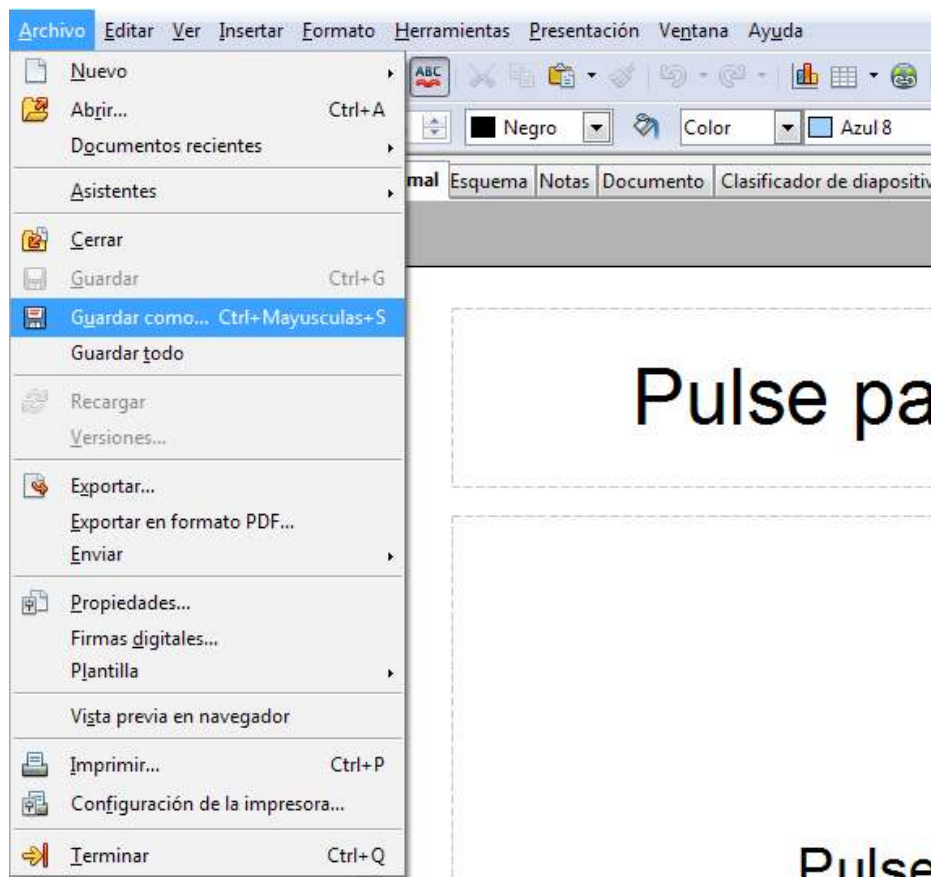 Archivo Editar Ver Insertar Formato Herramientas Presentación Ventana Ayuda
Nuevo
ABC
Abrir... Ctrl+A
Negro Color Azul 8
Documentos recientes
Asistentes
mal Esquema Notas Documento Clasificador de diapositiv
Cerrar
Guardar Ctrl+G
Guardar como... Ctrl+Mayusculas+S
Guardar todo
Pulse pa
Recargar
Versiones...
Exportar...
Exportar en formato PDF...
Enviar
Propiedades...
Firmas digitales...
Plantilla
Vista previa en navegador
Imprimir... Ctrl+P
Configuración de la impresora...
Terminar Ctrl+Q
Pulse